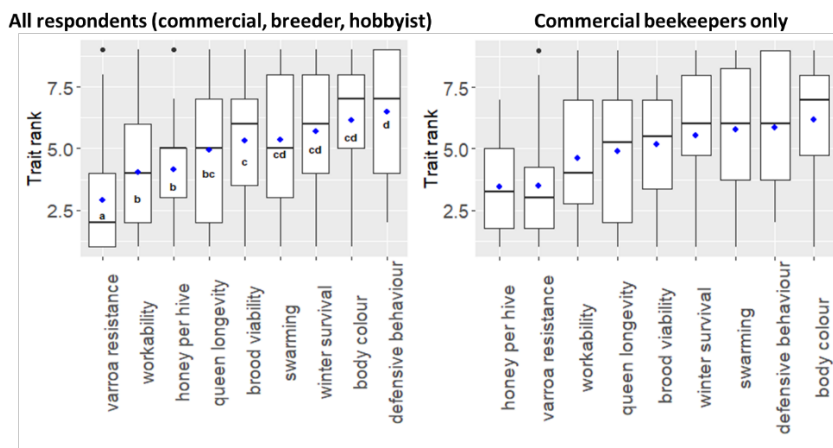 All respondents (commercial, breeder, hobbyist)
Commercial beekeepers only
Trait rank
7.5
5.0
2.5
a
b
b
bc
c
cd
cd
cd
d
varroa resistance
workability
honey per hive
queen longevity
brood viability
swarming
winter survival
body colour
defensive behaviour
Trait rank
7.5
5.0
2.5
honey per hive
varroa resistance
workability
queen longevity
brood viability
winter survival
swarming
defensive behaviour
body colour